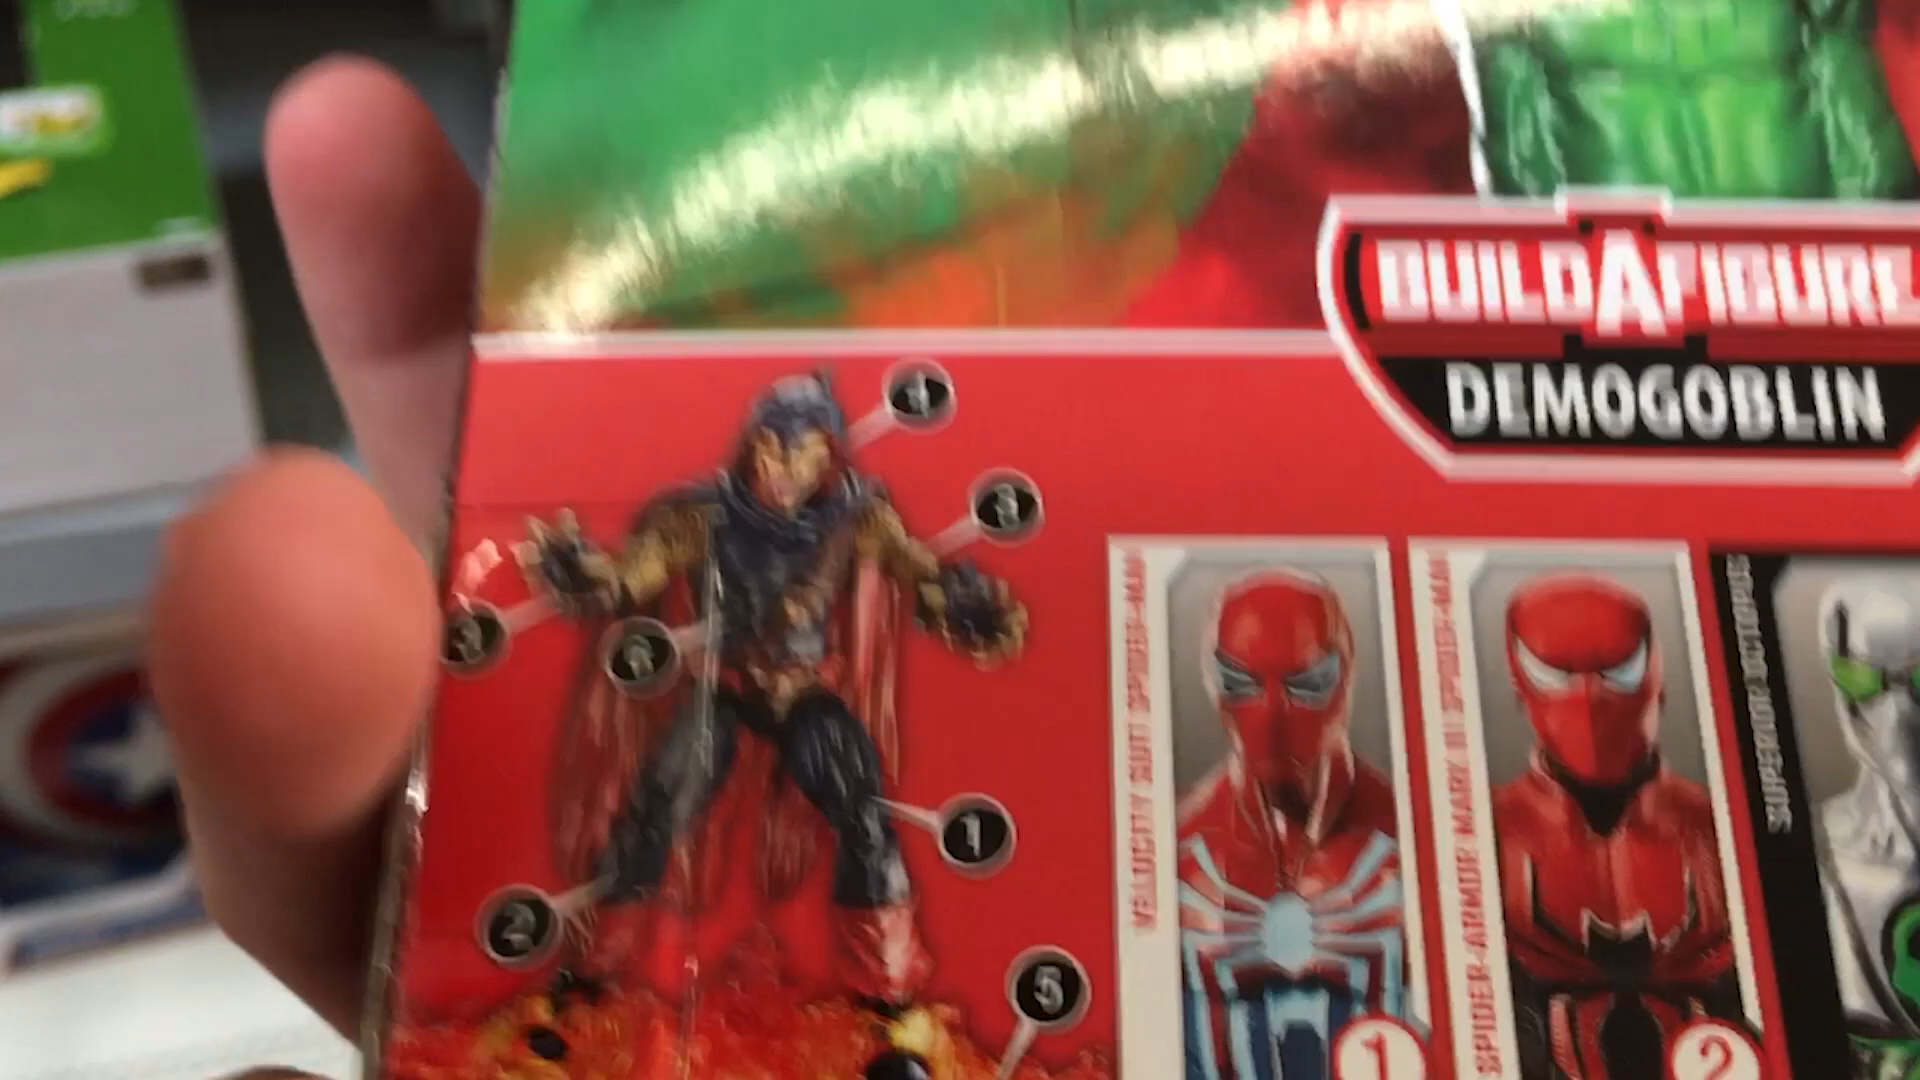 BUILD A FIGURE
DEMOGOBLIN
4
3
3
1
2
5
VELOCITY SUIT SPIDER-MAN
1
SPIDER-ARMOR MARK III SPIDER-MAN
2
SUPERIOR OCTOPUS